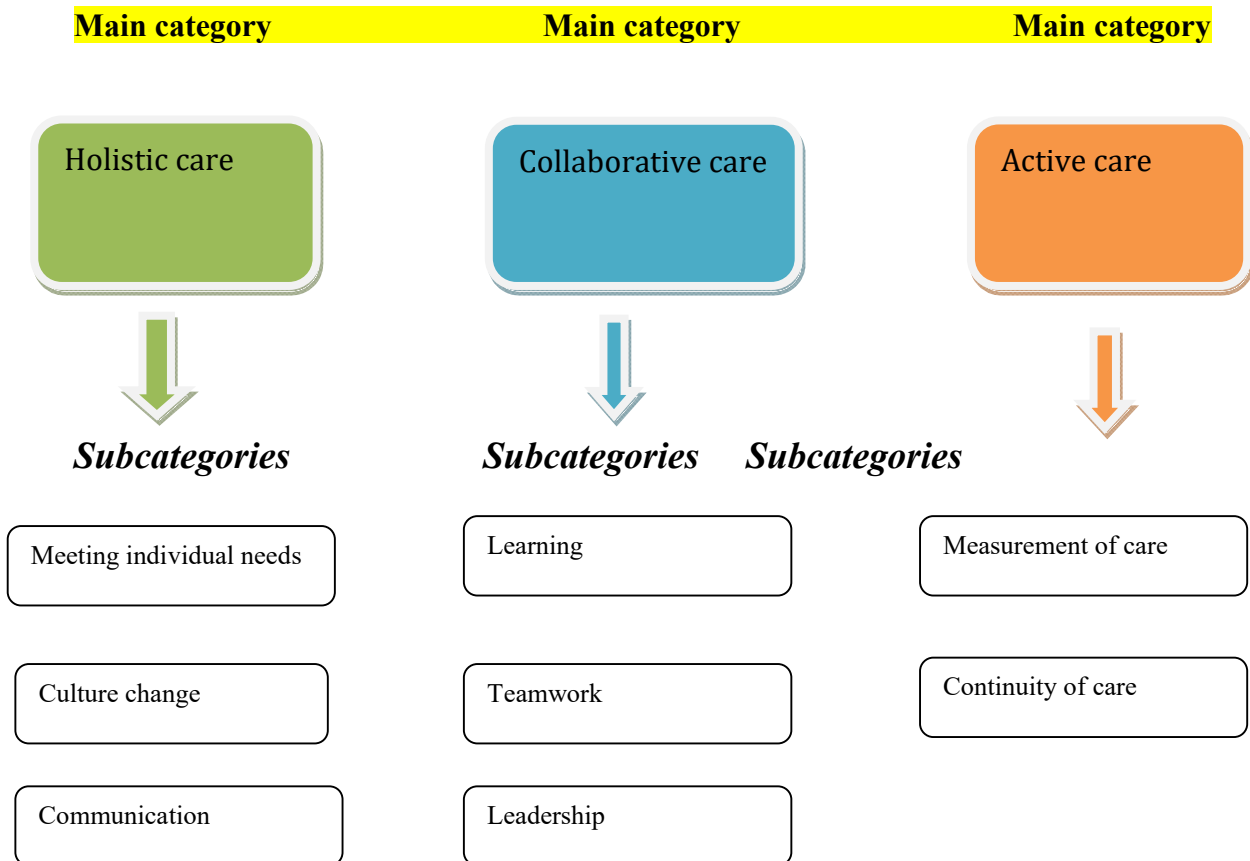 Main category Main category Main category
Holistic care
Collaborative care
Active care
Subcategories Subcategories Subcategories
Meeting individual needs
Learning
Measurement of care
Culture change
Teamwork
Continuity of care
Communication
Leadership